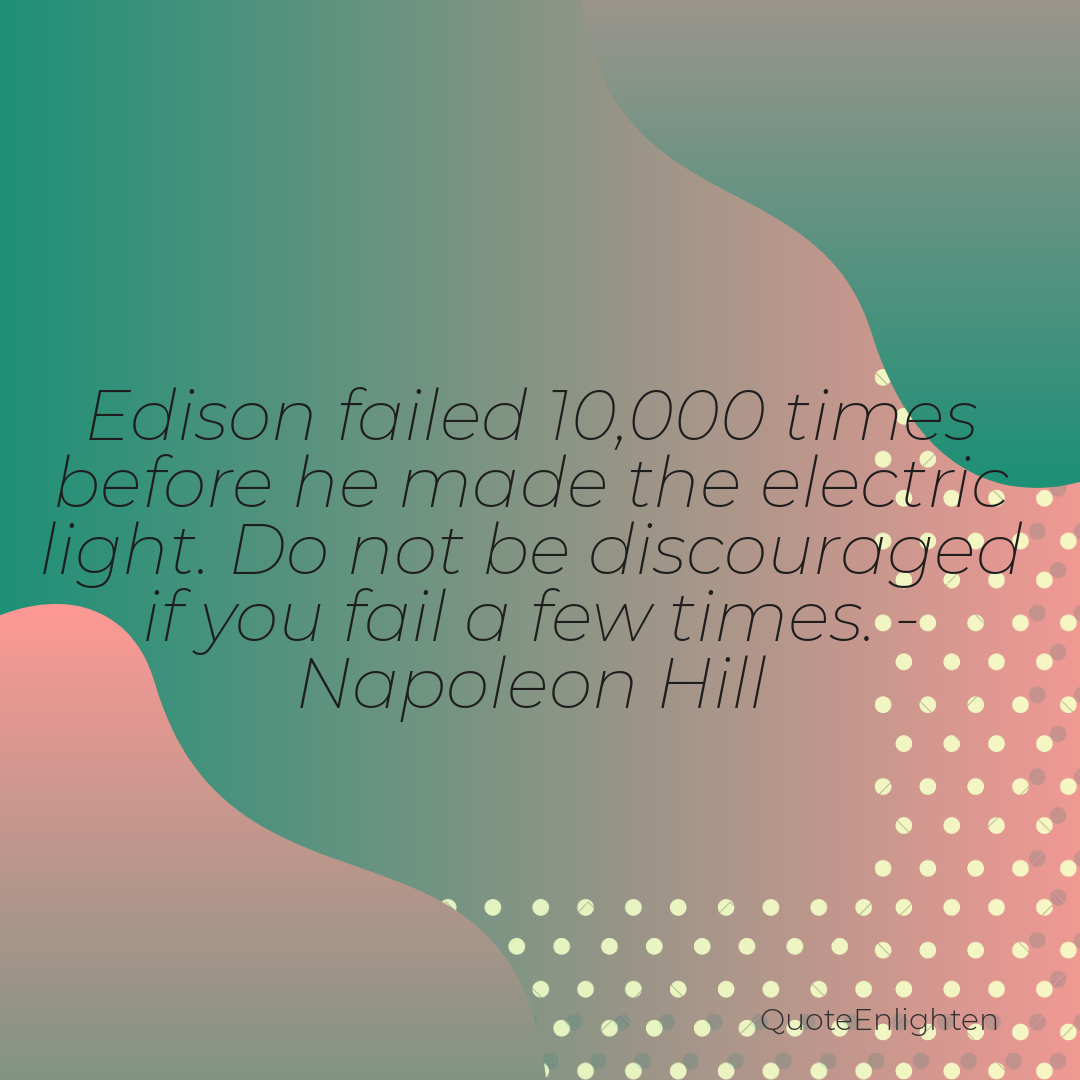 Edison failed 10,000 times
before he made the electric
light. Do not be discouraged
if you fail a few times. -
Napoleon Hill
QuoteEnlighten